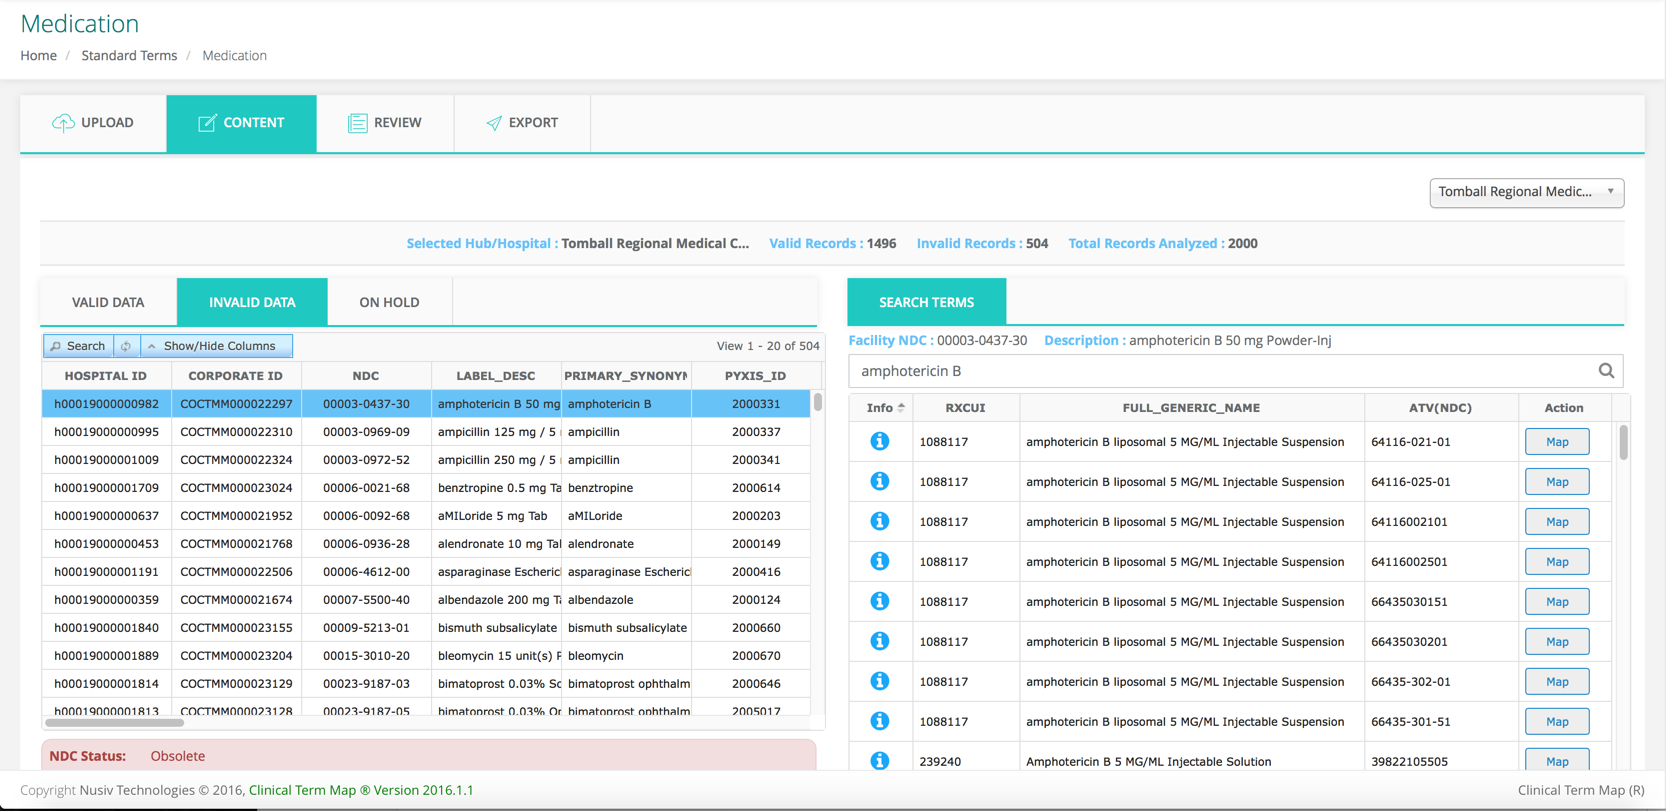 Medication
Home / Standard Terms / Medication
UPLOAD CONTENT REVIEW EXPORT
Tomball Regional Medic...
Selected Hub/Hospital : Tomball Regional Medical C... Valid Records : 1496 Invalid Records : 504 Total Records Analyzed : 2000
VALID DATA INVALID DATA ON HOLD
Search Show/Hide Columns View 1 - 20 of 504
HOSPITAL ID CORPORATE ID NDC LABEL_DESC PRIMARY_SYNONYM PYXIS_ID
h00019000000982 COCTMM000022297 00003-0437-30 amphotericin B 50 mg amphotericin B 2000331
h00019000000995 COCTMM000022310 00003-0969-09 ampicillin 125 mg / 5 ampicillin 2000337
h00019000001009 COCTMM000022324 00003-0972-52 ampicillin 250 mg / 5 ampicillin 2000341
h00019000001709 COCTMM000023024 00006-0021-68 benztropine 0.5 mg Ta benztropine 2000614
h00019000000637 COCTMM000021952 00006-0092-68 aMILoride 5 mg Tab aMILoride 2000203
h00019000000453 COCTMM000021768 00006-0936-28 alendronate 10 mg Tal alendronate 2000149
h00019000001191 COCTMM000022506 00006-4612-00 asparaginase Escheric asparaginase Escheric 2000416
h00019000000359 COCTMM000021674 00007-5500-40 albendazole 200 mg Ta albendazole 2000124
h00019000001840 COCTMM000023155 00009-5213-01 bismuth subsalicylate bismuth subsalicylate 2000660
h00019000001889 COCTMM000023204 00015-3010-20 bleomycin 15 unit(s) P bleomycin 2000670
h00019000001814 COCTMM000023129 00023-9187-03 bimatoprost 0.03% So bimatoprost ophthalm 2000646
h00019000001813 COCTMM000023128 00023-9187-05 bimatoprost 0.03% Op bimatoprost ophthalm 2005017
NDC Status: Obsolete
SEARCH TERMS
Facility NDC : 00003-0437-30 Description : amphotericin B 50 mg Powder-Inj
amphotericin B
Info RXCUI FULL_GENERIC_NAME ATV(NDC) Action
1088117 amphotericin B liposomal 5 MG/ML Injectable Suspension 64116-021-01 Map
1088117 amphotericin B liposomal 5 MG/ML Injectable Suspension 64116-025-01 Map
1088117 amphotericin B liposomal 5 MG/ML Injectable Suspension 64116002101 Map
1088117 amphotericin B liposomal 5 MG/ML Injectable Suspension 64116002501 Map
1088117 amphotericin B liposomal 5 MG/ML Injectable Suspension 66435030151 Map
1088117 amphotericin B liposomal 5 MG/ML Injectable Suspension 66435030201 Map
1088117 amphotericin B liposomal 5 MG/ML Injectable Suspension 66435-302-01 Map
1088117 amphotericin B liposomal 5 MG/ML Injectable Suspension 66435-301-51 Map
239240 Amphotericin B 5 MG/ML Injectable Solution 39822105505 Map
Copyright Nusiv Technologies © 2016, Clinical Term Map ® Version 2016.1.1 Clinical Term Map (R)